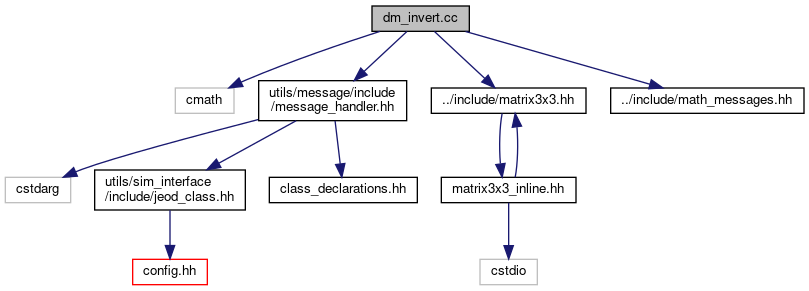 dm_invert.cc
cmath
utils/message/include
/message_handler.hh
../include/matrix3x3.hh
../include/math_messages.hh
cstdarg
utils/sim_interface
/include/jeod_class.hh
class_declarations.hh
matrix3x3_inline.hh
config.hh
cstdio